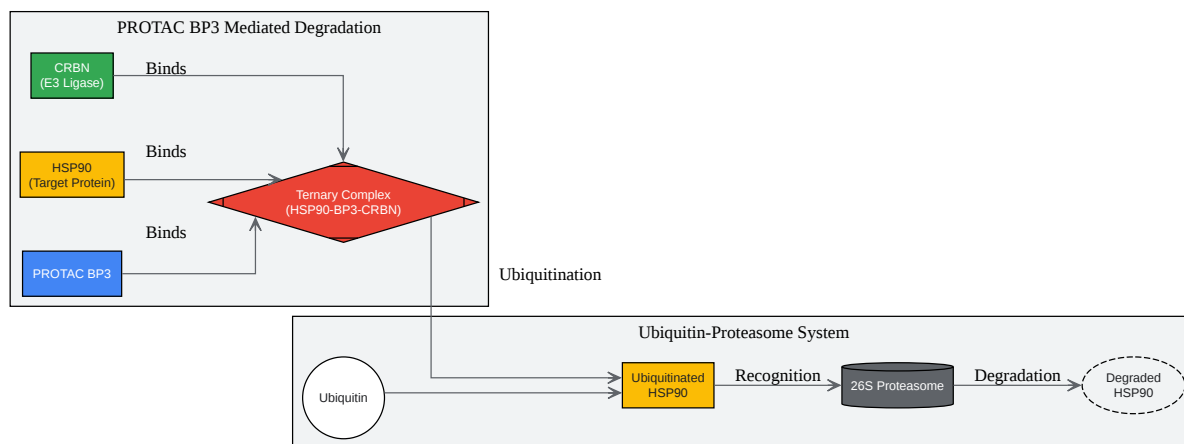 PROTAC BP3 Mediated Degradation
CRBN
(E3 Ligase)
Binds
HSP90
(Target Protein)
Binds
Ternary Complex
(HSP90-BP3-CRBN)
Binds
PROTAC BP3
Ubiquitination
Ubiquitin-Proteasome System
Ubiquitin
Ubiquitinated
HSP90
Recognition
26S Proteasome
Degradation
Degraded
HSP90